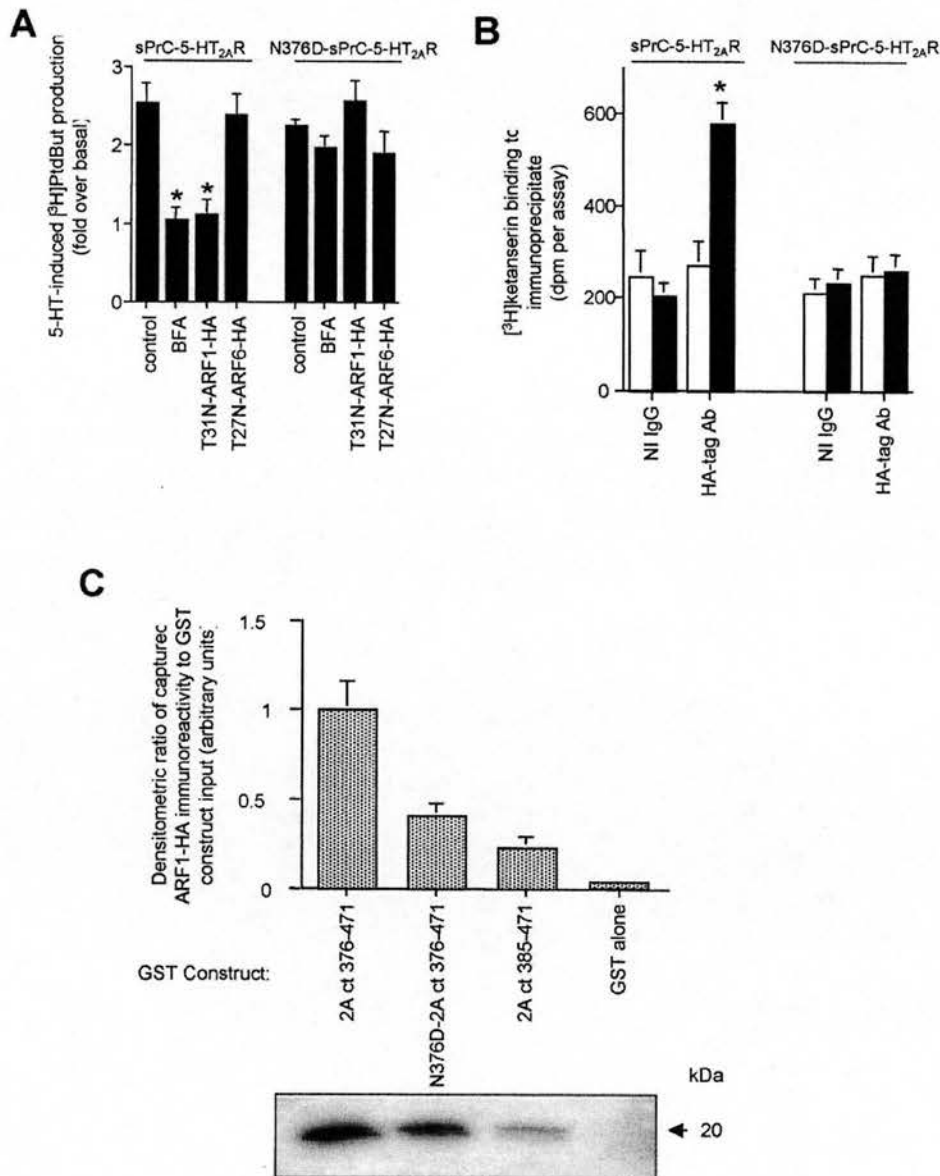 A
sPrC-5-HT2AR
N376D-sPrC-5-HT2AR
5-HT-induced [³H]PtdBut production
(fold over basal)
3
2
1
0
control
BFA
T31N-ARF1-HA
T27N-ARF6-HA
control
BFA
T31N-ARF1-HA
T27N-ARF6-HA
*
*
B
sPrC-5-HT2AR
N376D-sPrC-5-HT2AR
[³H]ketanserin binding to
immunoprecipitate
(dpm per assay)
600
400
200
0
*
NI IgG
HA-tag Ab
NI IgG
HA-tag Ab
C
Densitometric ratio of captured
ARF1-HA immunoreactivity to GST
construct input (arbitrary units)
1.5
1
0.5
0
GST Construct:
2A ct 376-471
N376D-2A ct 376-471
2A ct 385-471
GST alone
kDa
20